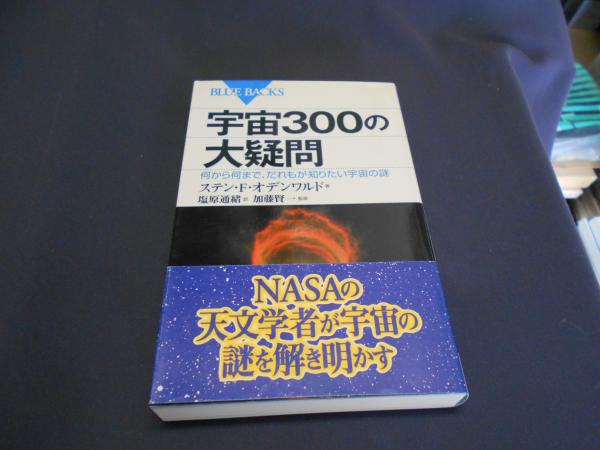 BLUE BACKS
宇宙300の
大疑問
何から何まで、だれもが知りたい宇宙の謎
ステン・F・オデンワルド 著
塩原通緒 訳 加藤賢一 監修
NASAの
天文学者が宇宙の
謎を解き明かす